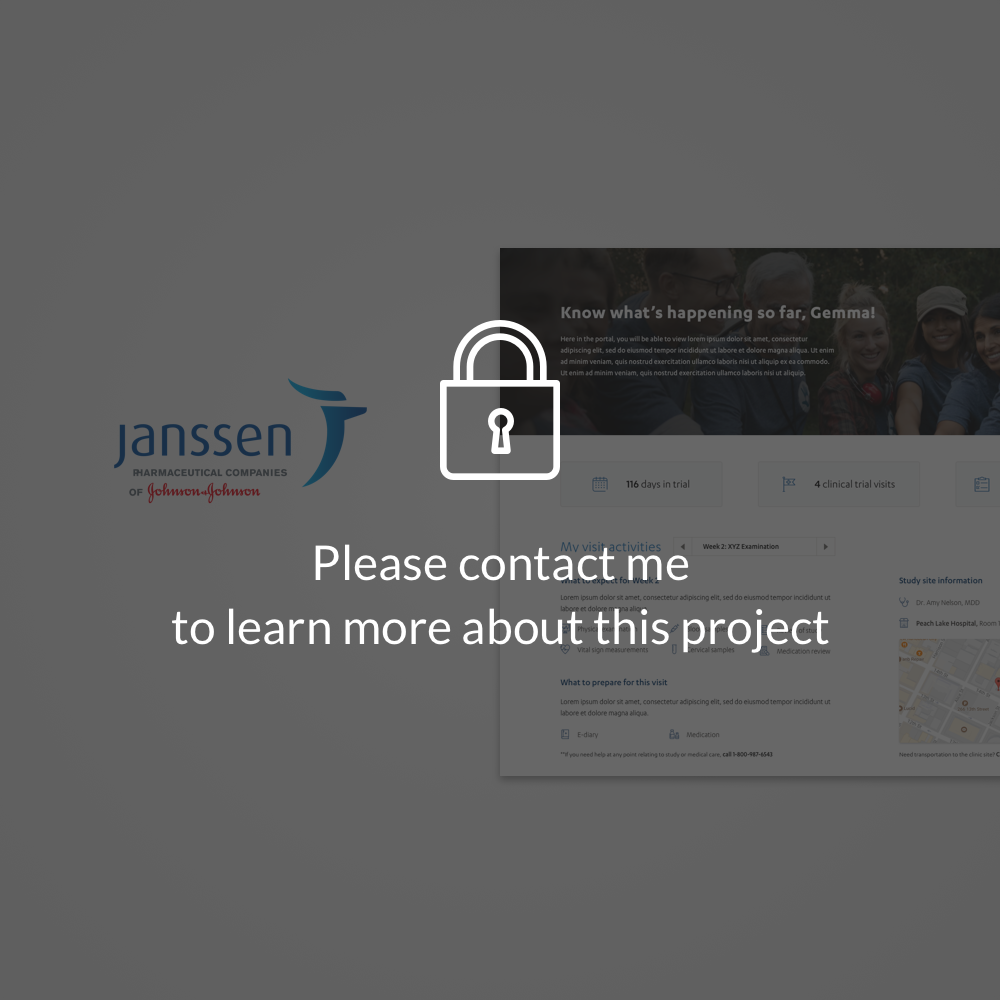 Know what's happening so far, Gemma!
Here in the portal, you will be able to view lorem ipsum dolor sit amet, consectetur
adipiscing elit, sed do eiusmod tempor incididunt ut labore et dolore magna aliqua. Ut enim
ad minim veniam, quis nostrud exercitation ullamco laboris nisi ut aliquip ex ea commodo.
Ut enim ad minim veniam, quis nostrud exercitation ullamco laboris nisi ut aliquip.
janssen
PHARMACEUTICAL COMPANIES
OF Johnson & Johnson
116 days in trial
4 clinical trial visits
My visit activities
Week 2: XYZ Examination
Please contact me
to learn more about this project
What to expect for Week 2
Lorem ipsum dolor sit amet, consectetur adipiscing elit, sed do eiusmod tempor incididunt ut
labore et dolore magna aliqua.
Vital sign measurements
Cervical samples
Medication review
What to prepare for this visit
Lorem ipsum dolor sit amet, consectetur adipiscing elit, sed do eiusmod tempor incididunt ut
labore et dolore magna aliqua.
E-diary
Medication
**If you need help at any point relating to study or medical care, call 1-800-987-6543
Study site information
Dr. Amy Nelson, MDD
Peach Lake Hospital, Room
Need transportation to the clinic site?